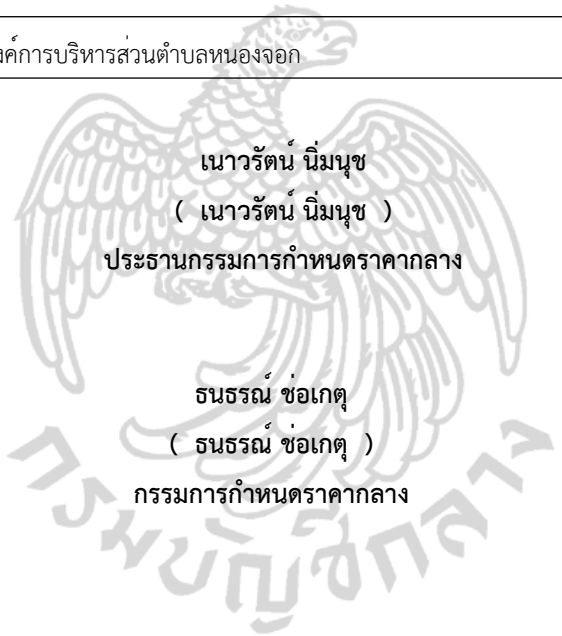 งค์การบริหารส่วนตำบลหนองจอก
เนาวรัตน์ นิ่มนุช
( เนาวรัตน์ นิ่มนุช )
ประธานกรรมการกำหนดราคากลาง
ธนธรณ์ ช่อเกตุ
( ธนธรณ์ ช่อเกตุ )
กรรมการกำหนดราคากลาง
กรมบัญชีกลาง